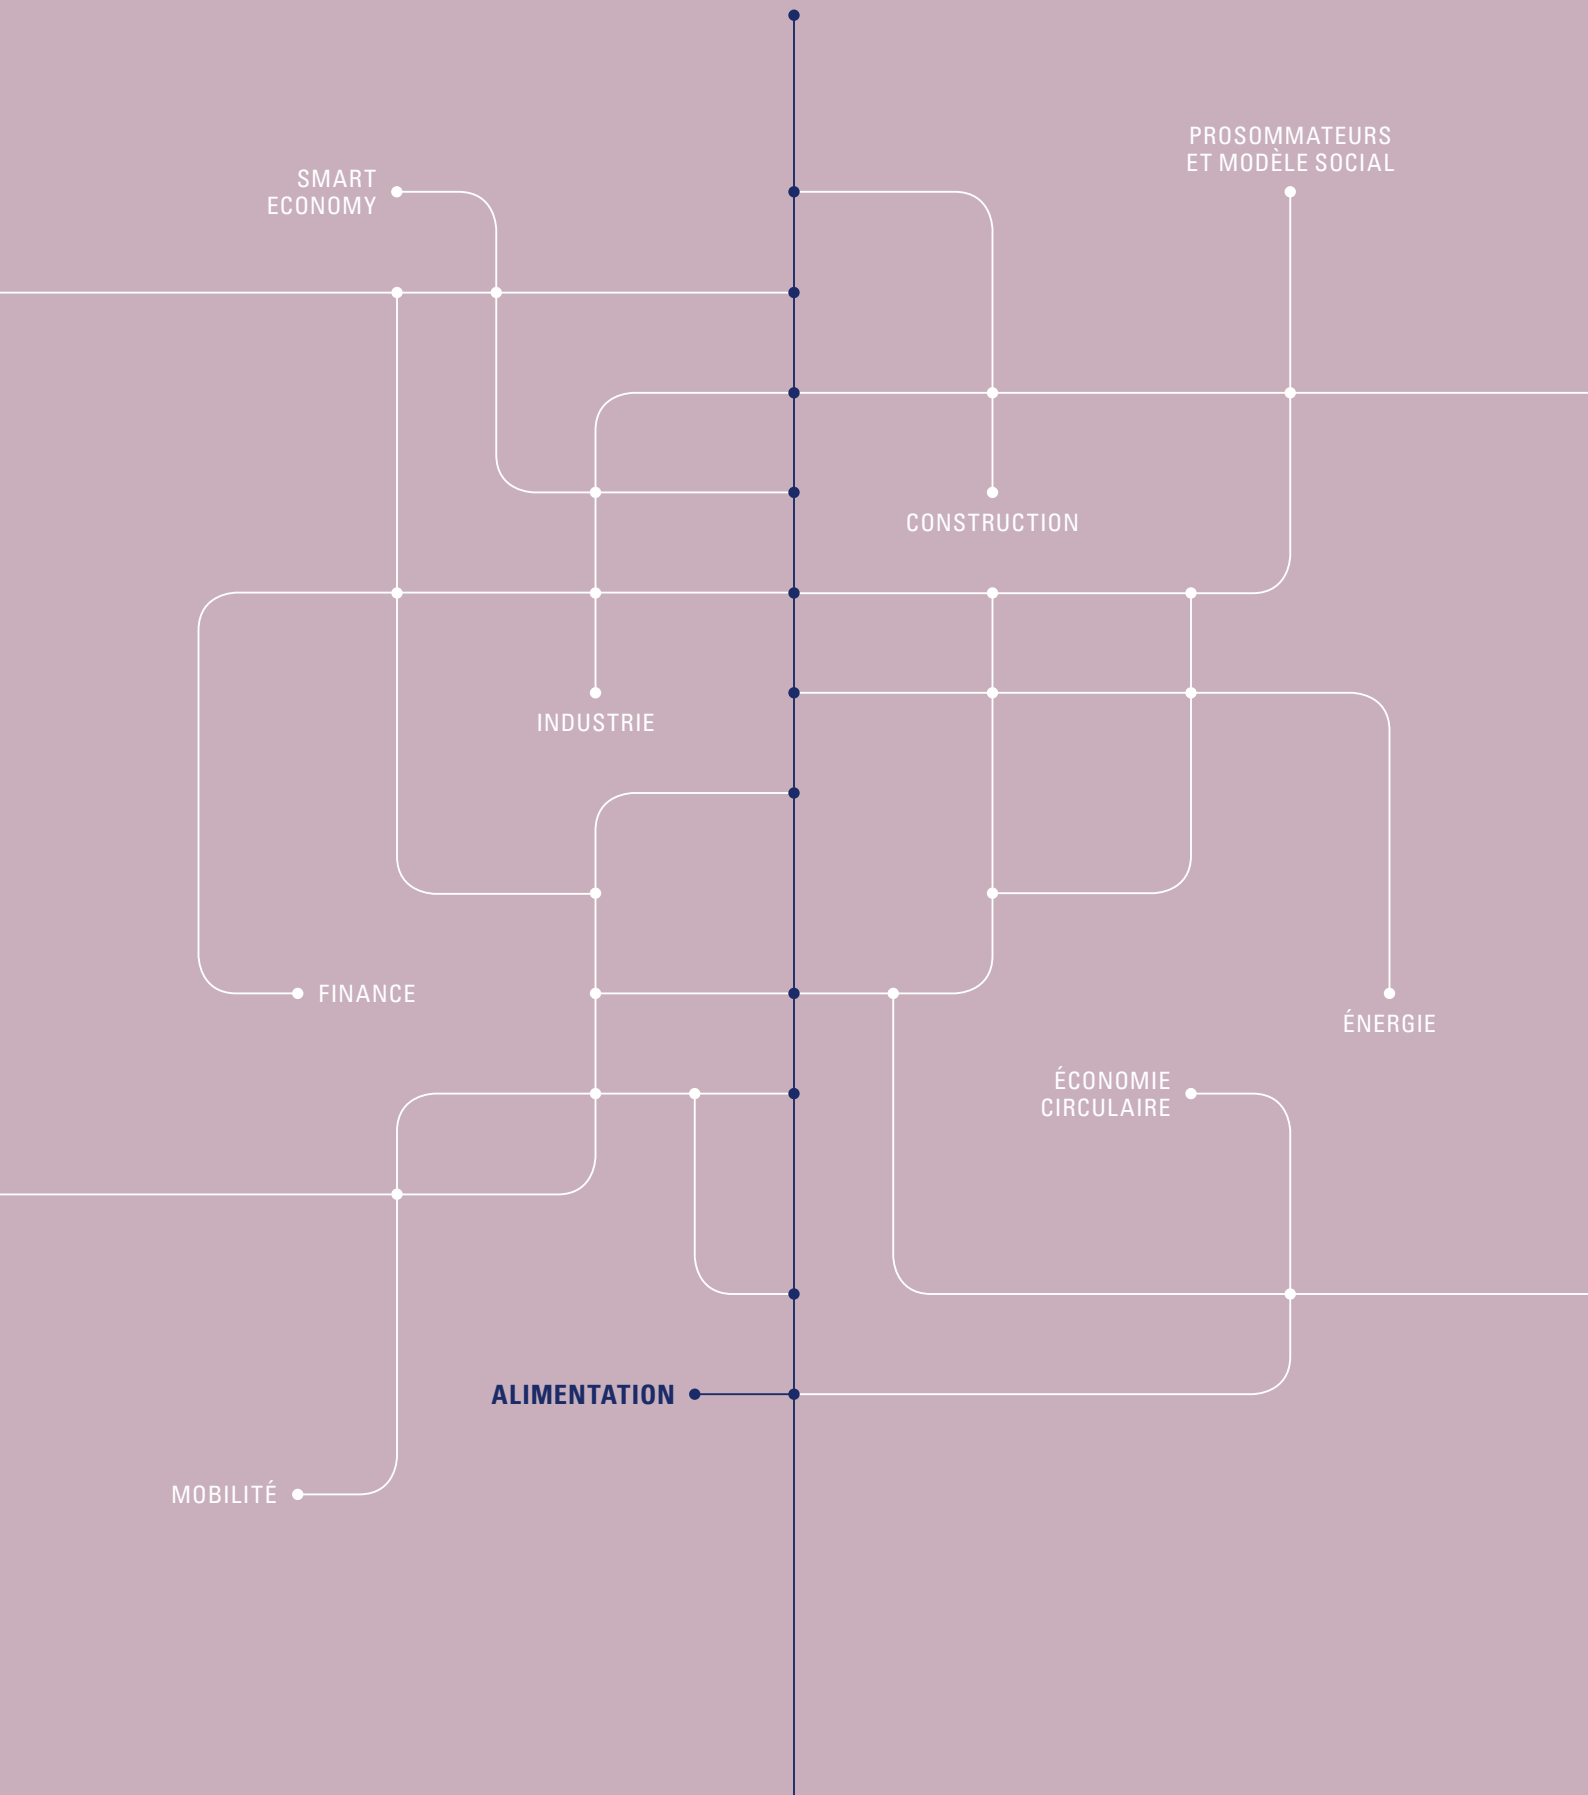 PROSOMMATEURS
ET MODÈLE SOCIAL
SMART
ECONOMY
CONSTRUCTION
INDUSTRIE
FINANCE
ÉNERGIE
ÉCONOMIE
CIRCULAIRE
ALIMENTATION
MOBILITÉ